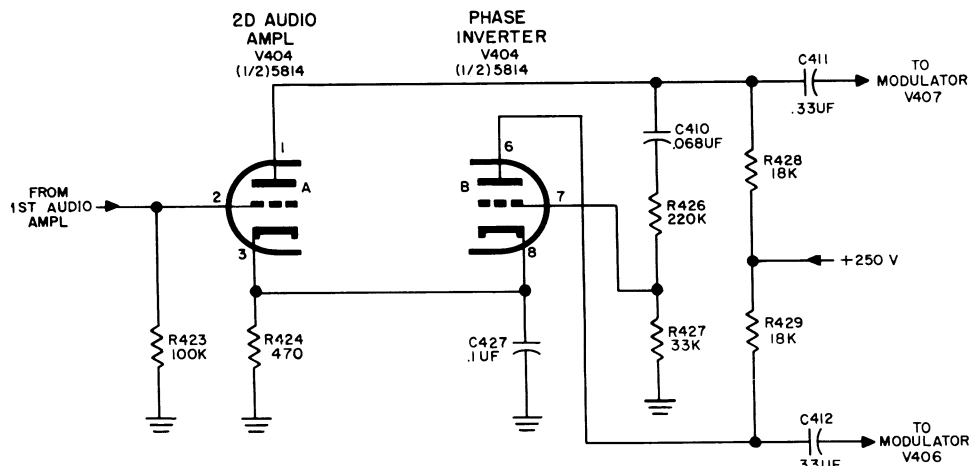 2D AUDIO
AMPL
V404
(1/2)5814
PHASE
INVERTER
V404
(1/2)5814
C411
.33UF
TO
MODULATOR
V407
1
6
C410
.068UF
R428
18K
A
B
FROM
1ST AUDIO
AMPL
2
7
R426
220K
3
8
+250 V
R423
100K
R424
470
C427
.1UF
R427
33K
R429
18K
C412
.33UF
TO
MODULATOR
V406